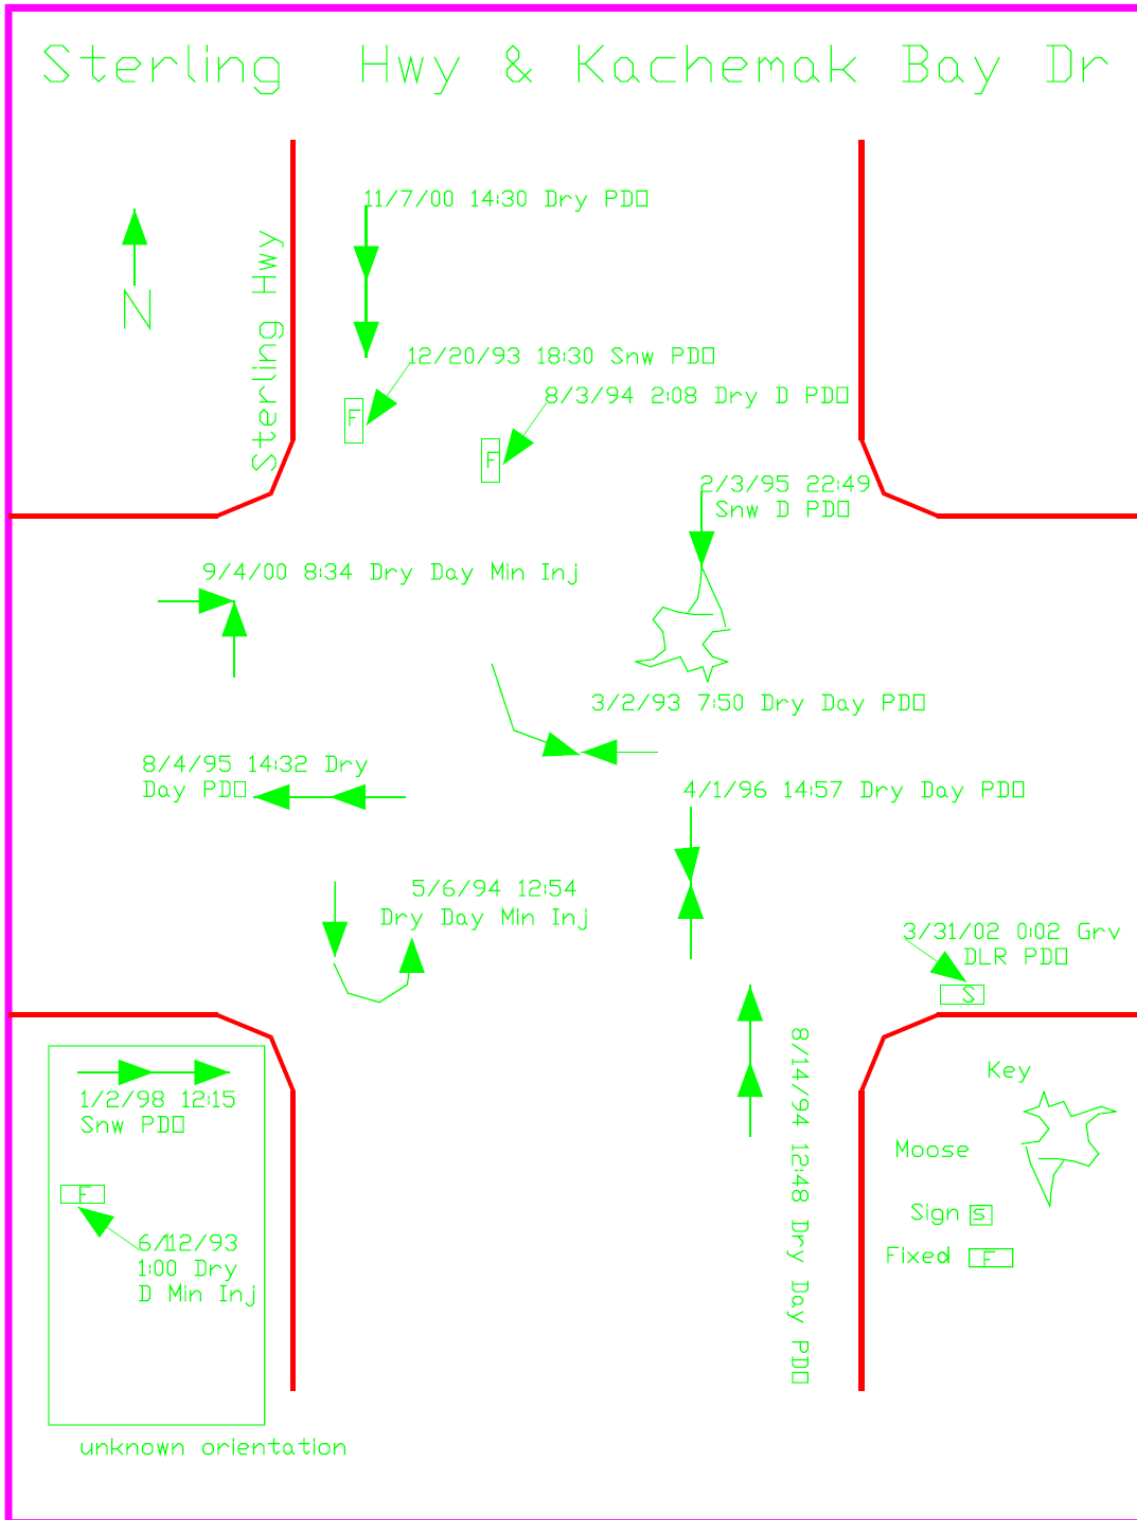 Sterling Hwy & Kachemak Bay Dr
11/7/00 14:30 Dry PDO
N
Sterling Hwy
12/20/93 18:30 Snw PDO
F
8/3/94 2:08 Dry D PDO
F
2/3/95 22:49
Snw D PDO
9/4/00 8:34 Dry Day Min Inj
3/2/93 7:50 Dry Day PDO
8/4/95 14:32 Dry
Day PDO
4/1/96 14:57 Dry Day PDO
5/6/94 12:54
Dry Day Min Inj
3/31/02 0:02 Grv
DLR PDO
S
8/14/94 12:48 Dry Day PDO
1/2/98 12:15
Snw PDO
F
6/12/93
1:00 Dry
D Min Inj
unknown orientation
Key
Moose
Sign S
Fixed F